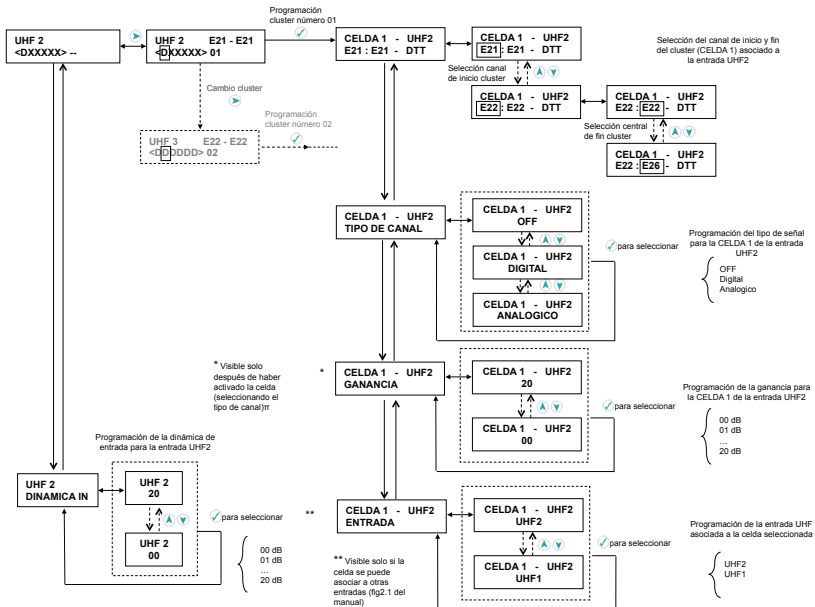 Programación
cluster número 01
UHF 2
<DXXXXX> --
UHF 2 E21 - E21
<DXXXXX> 01
CELDA 1 - UHF2
E21 : E21 - DTT
CELDA 1 - UHF2
E21 : E21 - DTT
Selección del canal de inicio y fin
del cluster (CELDA 1) asociado a
la entrada UHF2
Selección canal
de inicio cluster
Cambio cluster
CELDA 1 - UHF2
E22 : E22 - DTT
CELDA 1 - UHF2
E22 : E22 - DTT
Programación
cluster número 02
UHF 3 E22 - E22
<DDDDDD> 02
Selección central
de fin cluster
CELDA 1 - UHF2
E22 : E26 - DTT
CELDA 1 - UHF2
TIPO DE CANAL
CELDA 1 - UHF2
OFF
CELDA 1 - UHF2
DIGITAL
CELDA 1 - UHF2
ANALOGICO
para seleccionar
Programación del tipo de señal
para la CELDA 1 de la entrada
UHF2
OFF
Digital
Analogico
* Visible solo
después de haber
activado la celda
(seleccionando el
tipo de canal)π
*
CELDA 1 - UHF2
GANANCIA
CELDA 1 - UHF2
20
CELDA 1 - UHF2
00
para seleccionar
Programación de la ganancia para
la CELDA 1 de la entrada UHF2
00 dB
01 dB
...
20 dB
Programación de la dinámica de
entrada para la entrada UHF2
UHF 2
DINAMICA IN
UHF 2
20
UHF 2
00
para seleccionar
00 dB
01 dB
...
20 dB
**
CELDA 1 - UHF2
ENTRADA
** Visible solo si la
celda se puede
asociar a otras
entradas (fig2.1 del
manual)
CELDA 1 - UHF2
UHF2
CELDA 1 - UHF2
UHF1
para seleccionar
Programación de la entrada UHF
asociada a la celda seleccionada
UHF2
UHF1